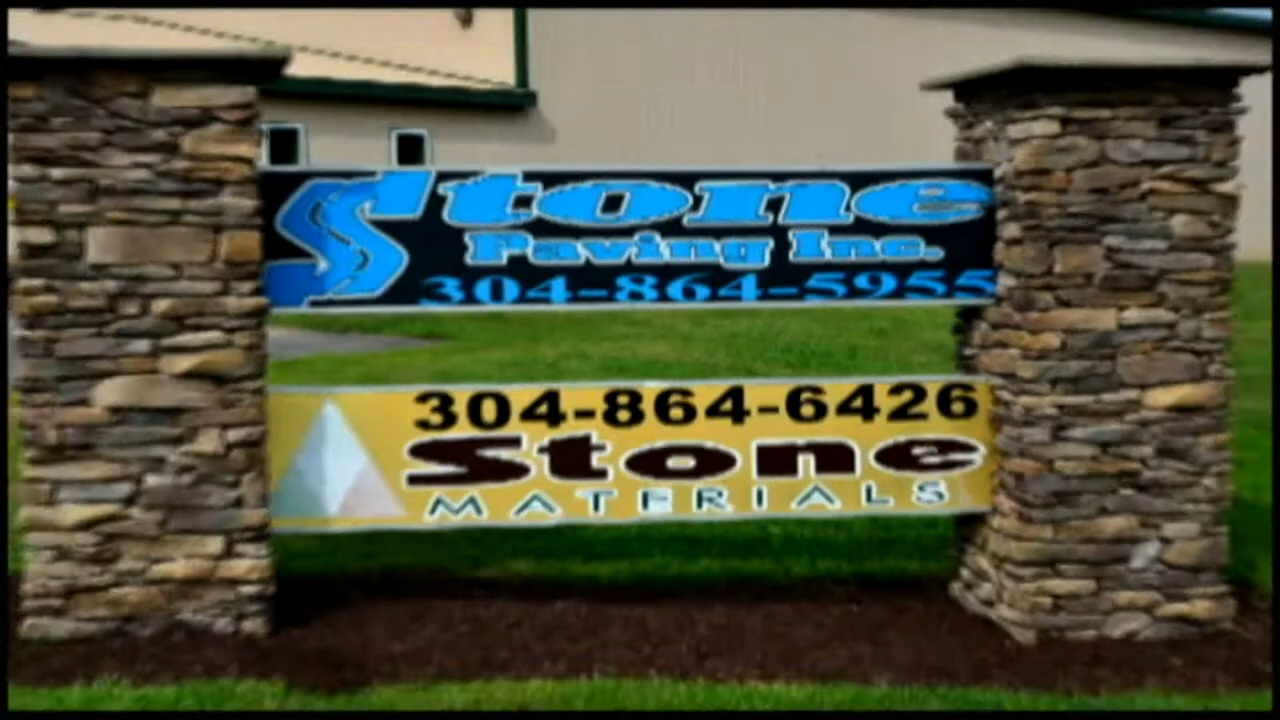 Stone
Paving Inc.
304-864-5955
304-864-6426
Stone
MATERIALS